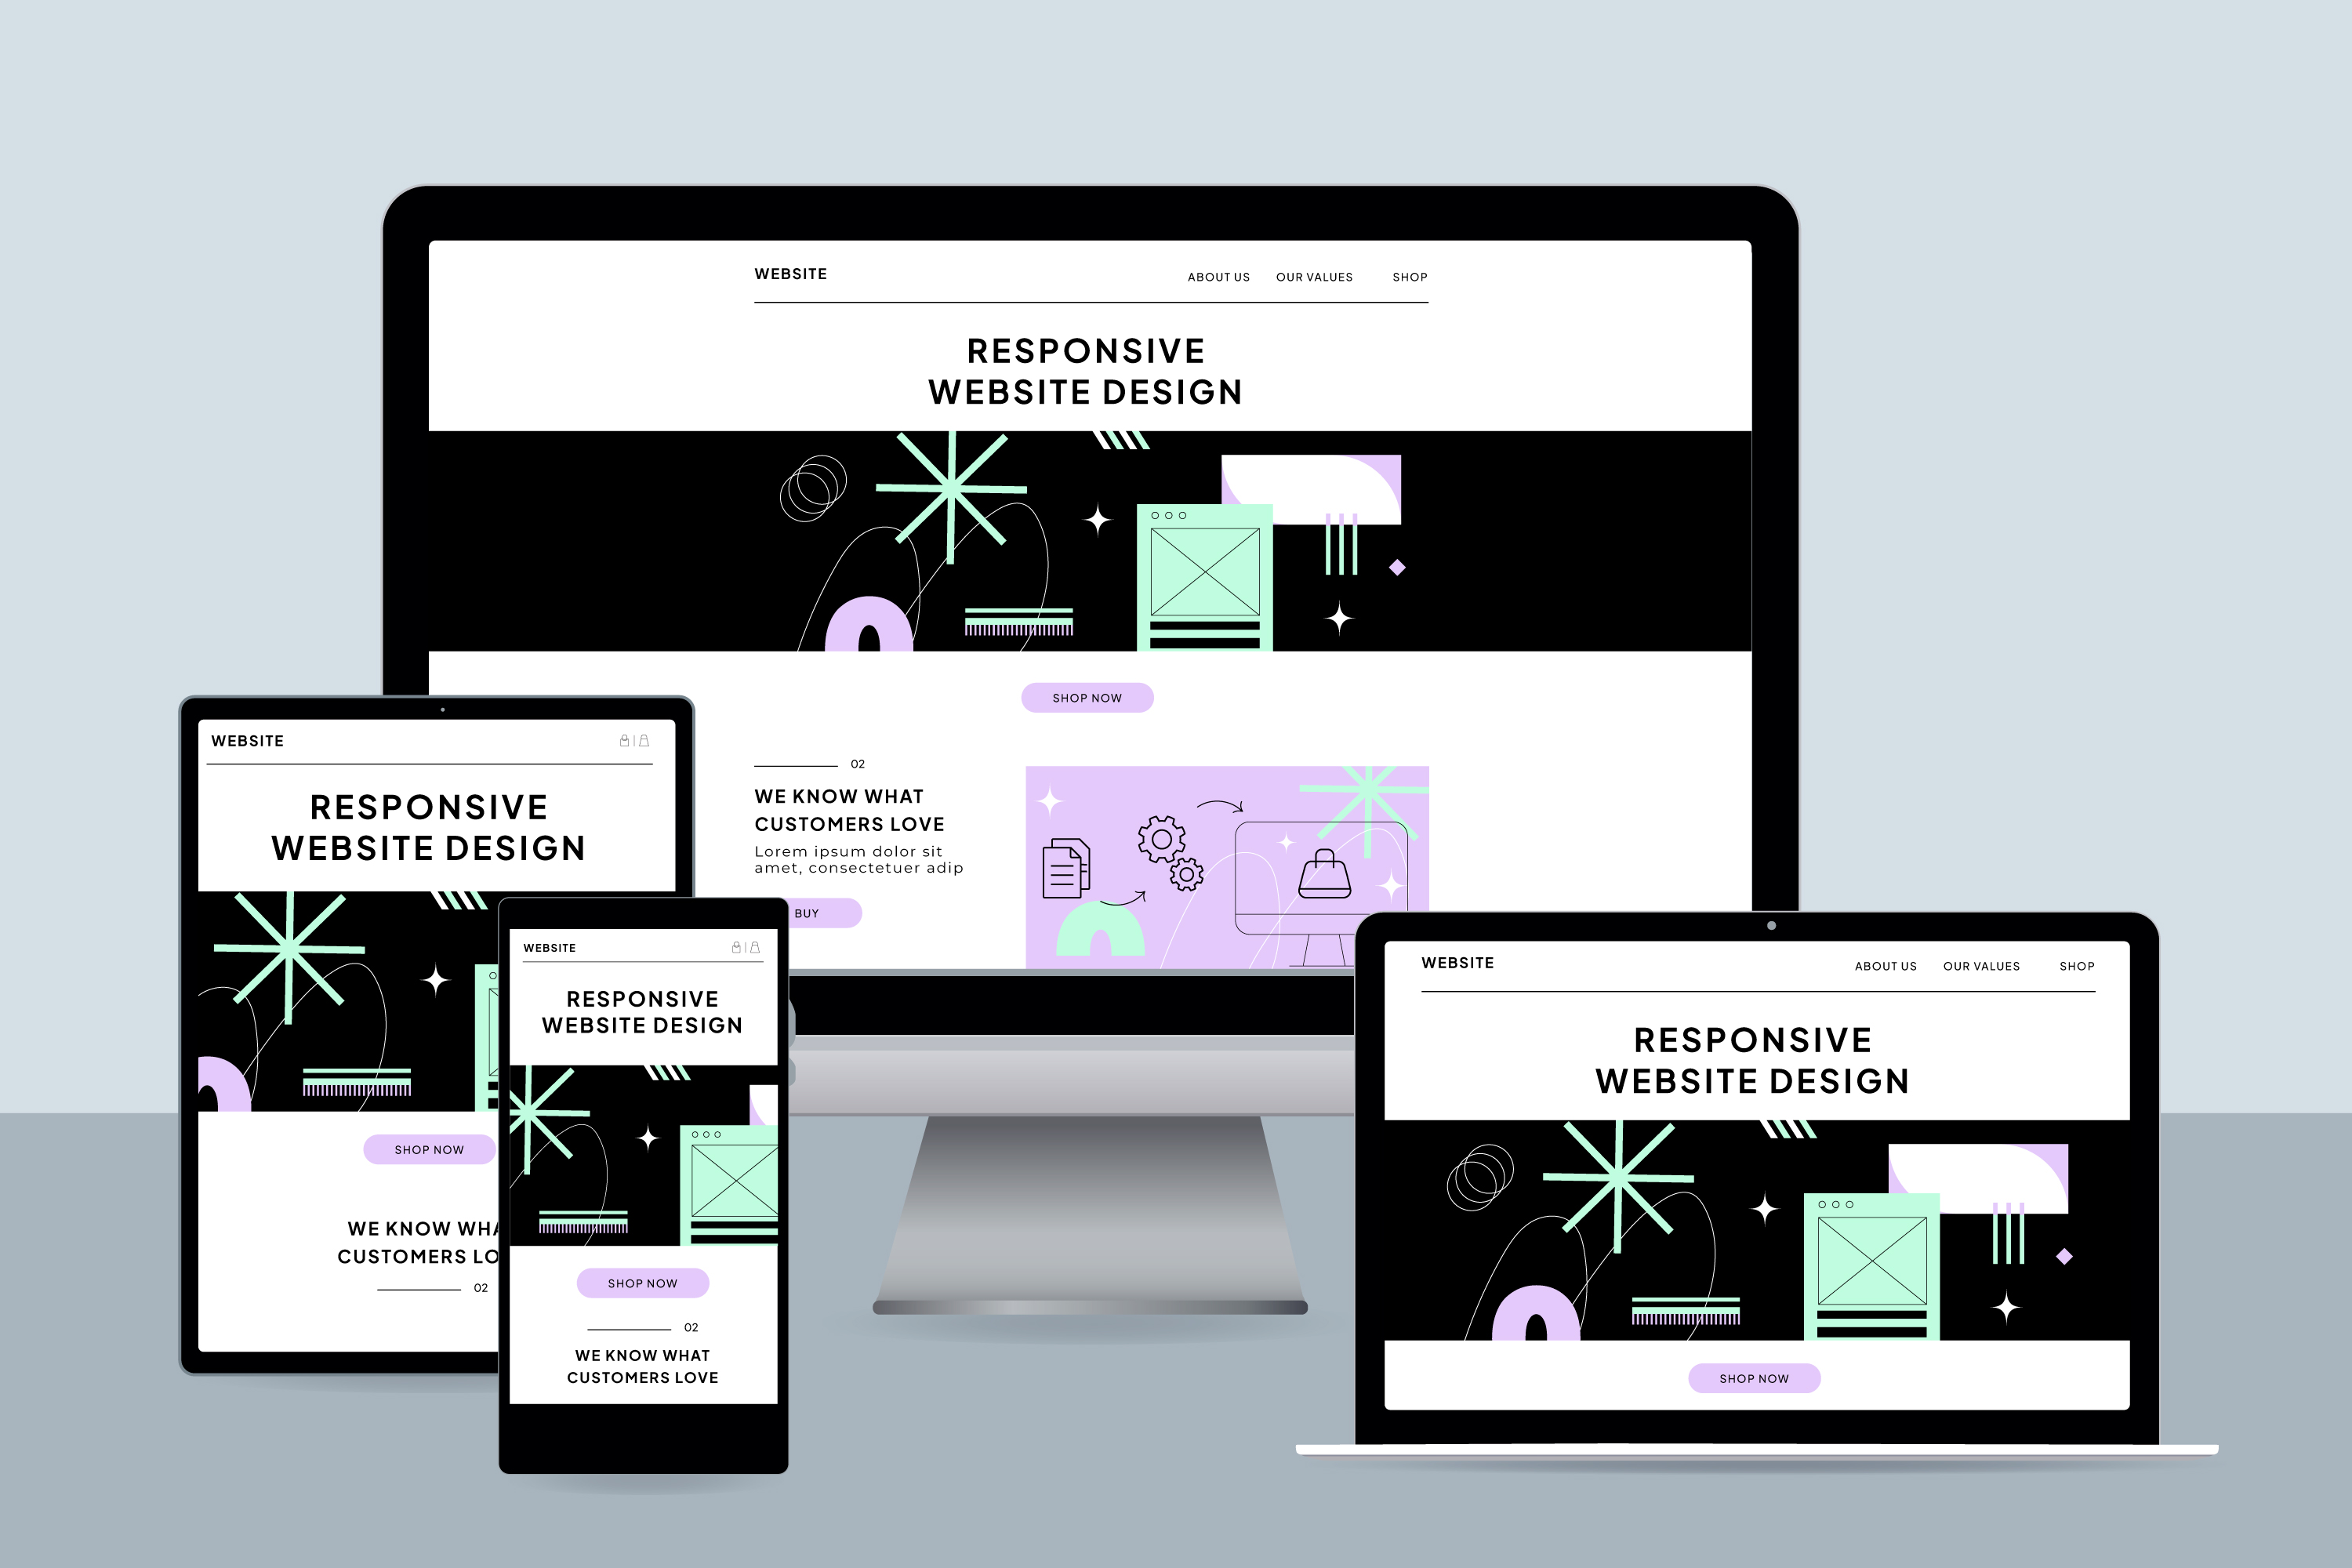 WEBSITE
ABOUT US OUR VALUES SHOP
RESPONSIVE
WEBSITE DESIGN
SHOP NOW
02
WE KNOW WHAT
CUSTOMERS LOVE
Lorem ipsum dolor sit
amet, consectetuer adip
BUY
WEBSITE
RESPONSIVE
WEBSITE DESIGN
SHOP NOW
WE KNOW WHA
CUSTOMERS LO
02
WEBSITE
RESPONSIVE
WEBSITE DESIGN
SHOP NOW
02
WE KNOW WHAT
CUSTOMERS LOVE
WEBSITE
ABOUT US OUR VALUES SHOP
RESPONSIVE
WEBSITE DESIGN
SHOP NOW